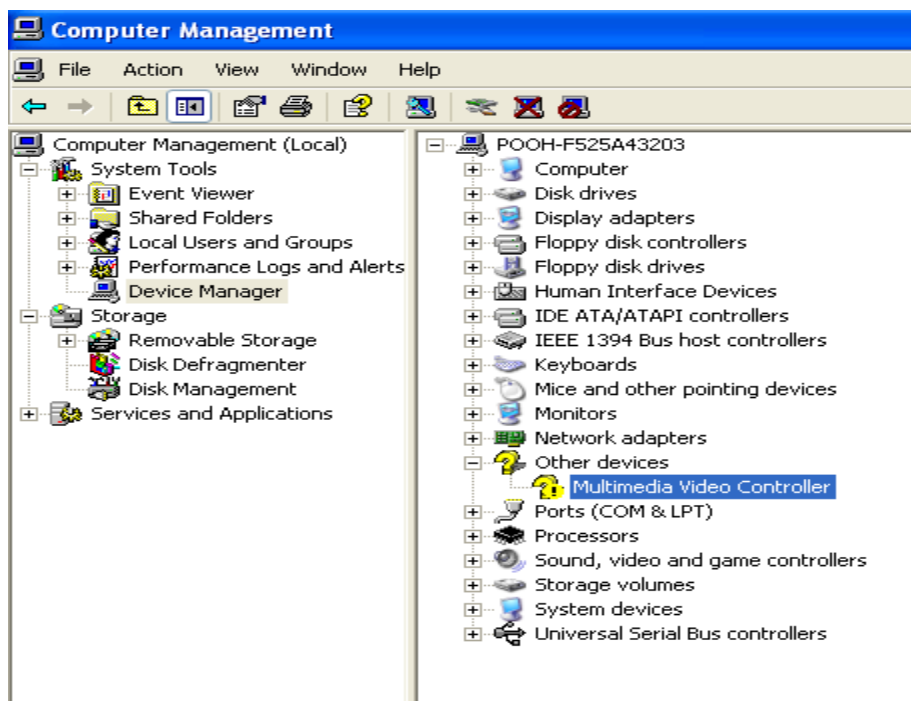 Computer Management
File Action View Window Help
Computer Management (Local)
System Tools
Event Viewer
Shared Folders
Local Users and Groups
Performance Logs and Alerts
Device Manager
Storage
Removable Storage
Disk Defragmenter
Disk Management
Services and Applications
POOH-F525A43203
Computer
Disk drives
Display adapters
Floppy disk controllers
Floppy disk drives
Human Interface Devices
IDE ATA/ATAPI controllers
IEEE 1394 Bus host controllers
Keyboards
Mice and other pointing devices
Monitors
Network adapters
Other devices
Multimedia Video Controller
Ports (COM & LPT)
Processors
Sound, video and game controllers
Storage volumes
System devices
Universal Serial Bus controllers